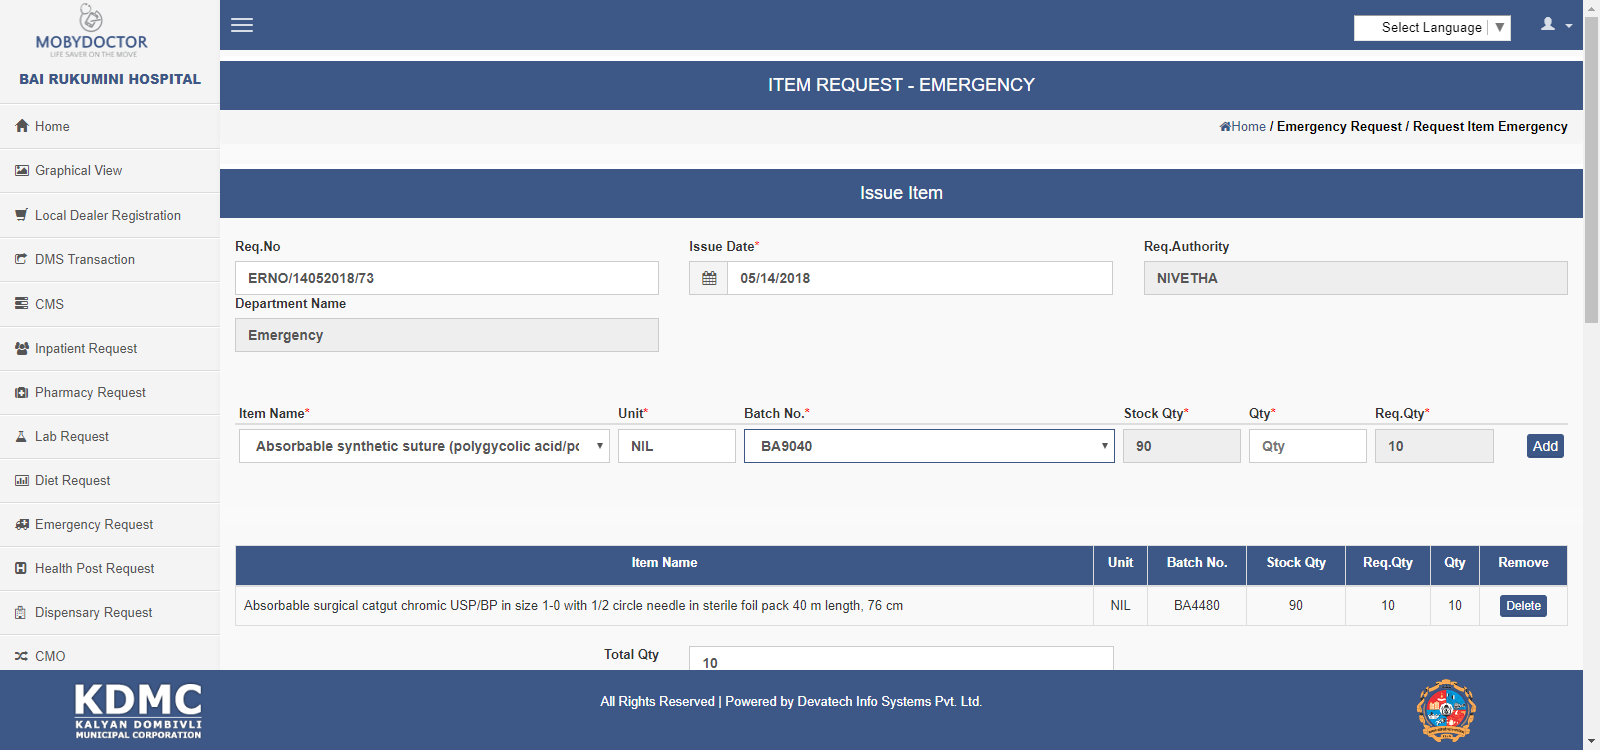 MOBYDOCTOR
LIFE SAVER ON THE MOVE
BAI RUKUMINI HOSPITAL
Home
Graphical View
Local Dealer Registration
DMS Transaction
CMS
Inpatient Request
Pharmacy Request
Lab Request
Diet Request
Emergency Request
Health Post Request
Dispensary Request
CMO
Select Language
ITEM REQUEST - EMERGENCY
Home / Emergency Request / Request Item Emergency
Issue Item
Req.No Issue Date* Req.Authority
ERNO/14052018/73 05/14/2018 NIVETHA
Department Name
Emergency
Item Name* Unit* Batch No.* Stock Qty* Qty* Req.Qty*
Absorbable synthetic suture (polygycolic acid/po NIL BA9040 90 Qty 10 Add
Item Name Unit Batch No. Stock Qty Req.Qty Qty Remove
Absorbable surgical catgut chromic USP/BP in size 1-0 with 1/2 circle needle in sterile foil pack 40 m length, 76 cm NIL BA4480 90 10 10 Delete
Total Qty 10
KDMC
KALYAN DOMBIVLI
MUNICIPAL CORPORATION
All Rights Reserved | Powered by Devatech Info Systems Pvt. Ltd.